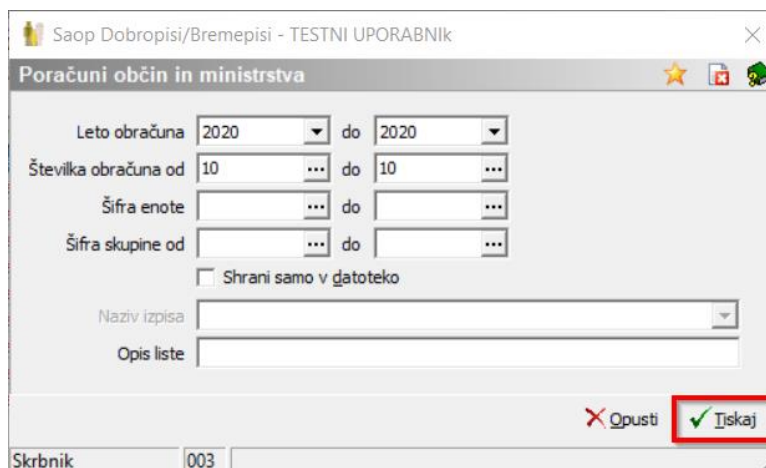 Saop Dobropisi/Bremepisi - TESTNI UPORABNIk
Poračuni občin in ministrstva
Leto obračuna 2020 do 2020
Številka obračuna od 10 ... do 10 ...
Šifra enote ... do ...
Šifra skupine od ... do ...
Shrani samo v datoteko
Naziv izpisa
Opis liste
Opusti Tiskaj
Skrbnik 003